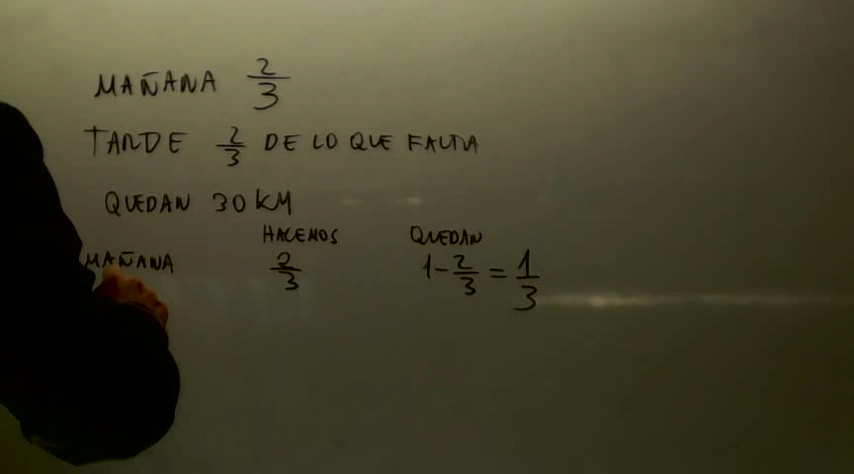 MAÑANA 2/3
TARDE 2/3 DE LO QUE FALTA
QUEDAN 30 KM
HACEMOS QUEDAN
MAÑANA 2/3 1-2/3=1/3